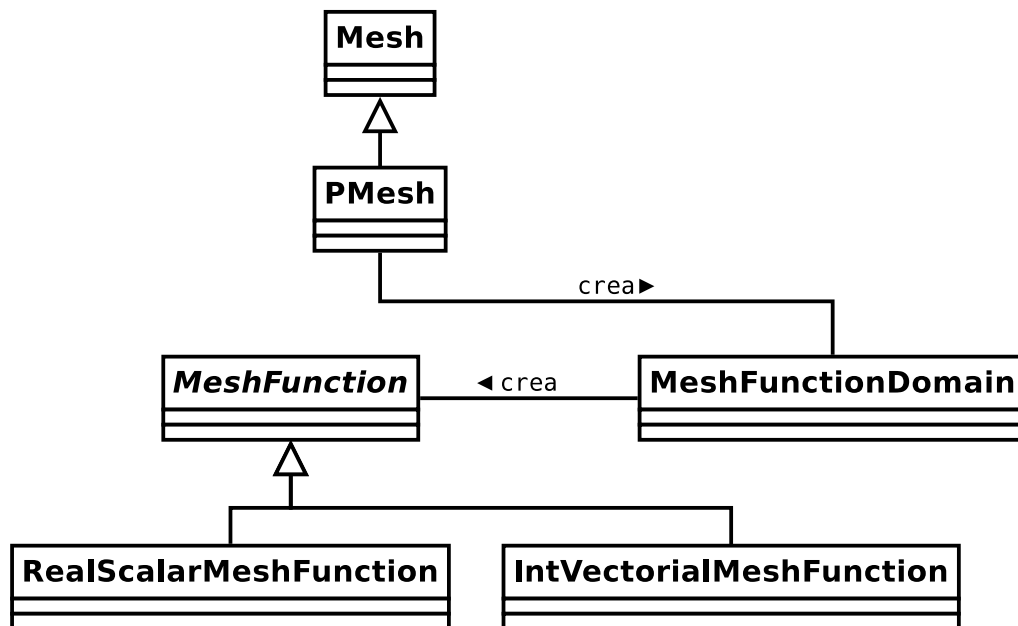 Mesh
PMesh
crea►
MeshFunction
◄crea
MeshFunctionDomain
RealScalarMeshFunction
IntVectorialMeshFunction